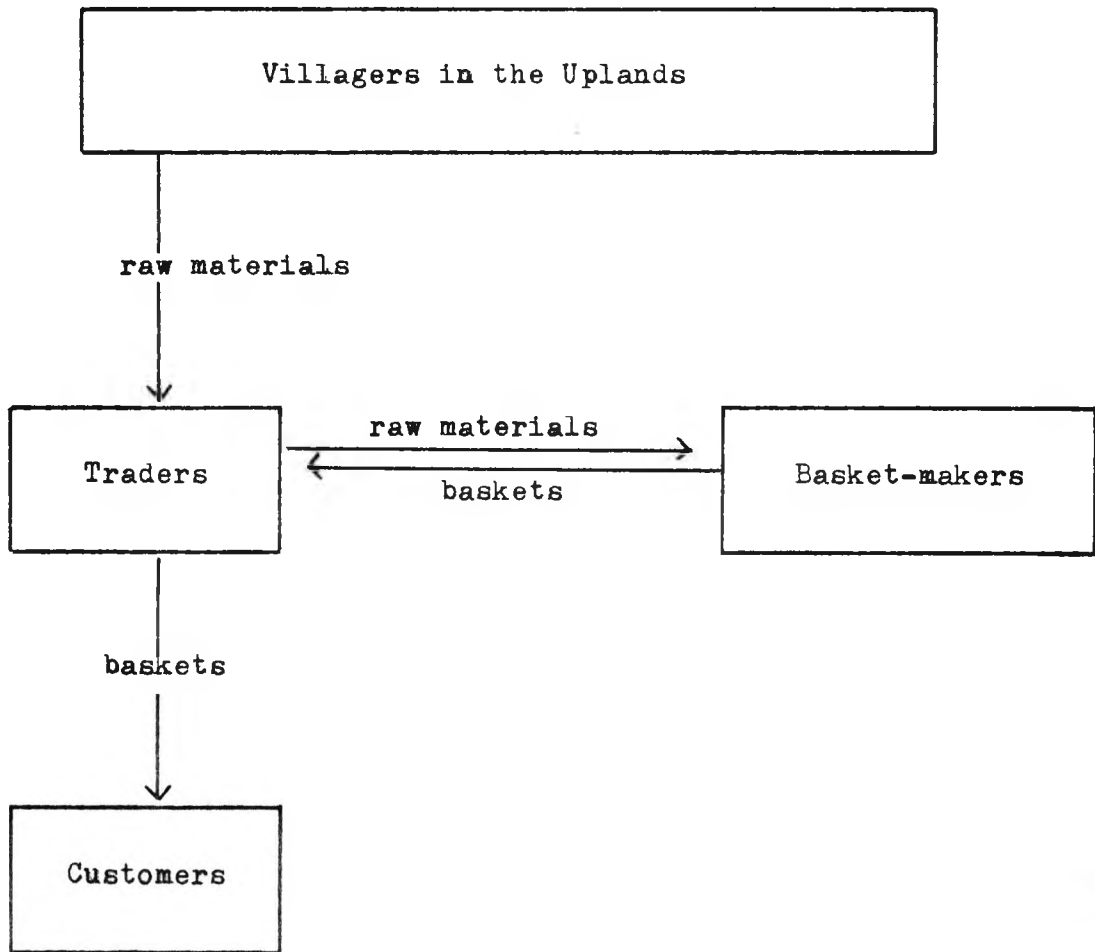 Villagers in the Uplands
raw materials
raw materials
Traders
Basket-makers
baskets
baskets
Customers